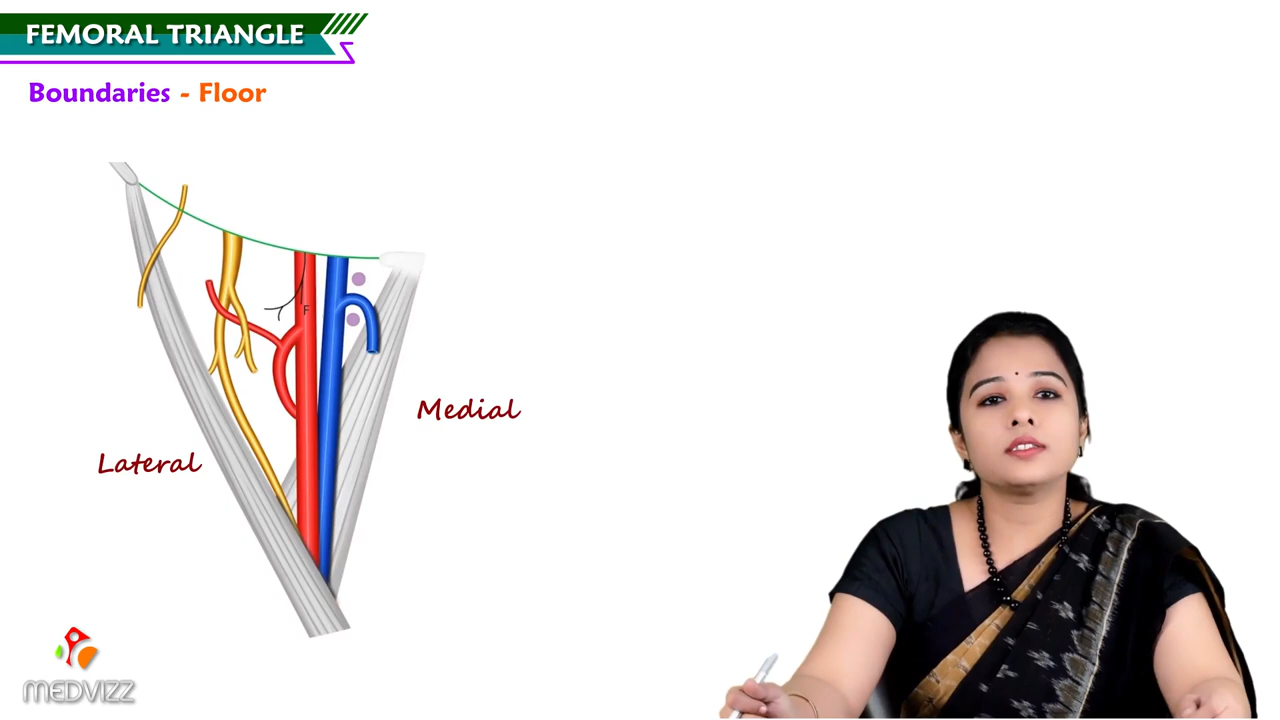 FEMORAL TRIANGLE
Boundaries - Floor
F
Medial
Lateral
MEDVIZZ